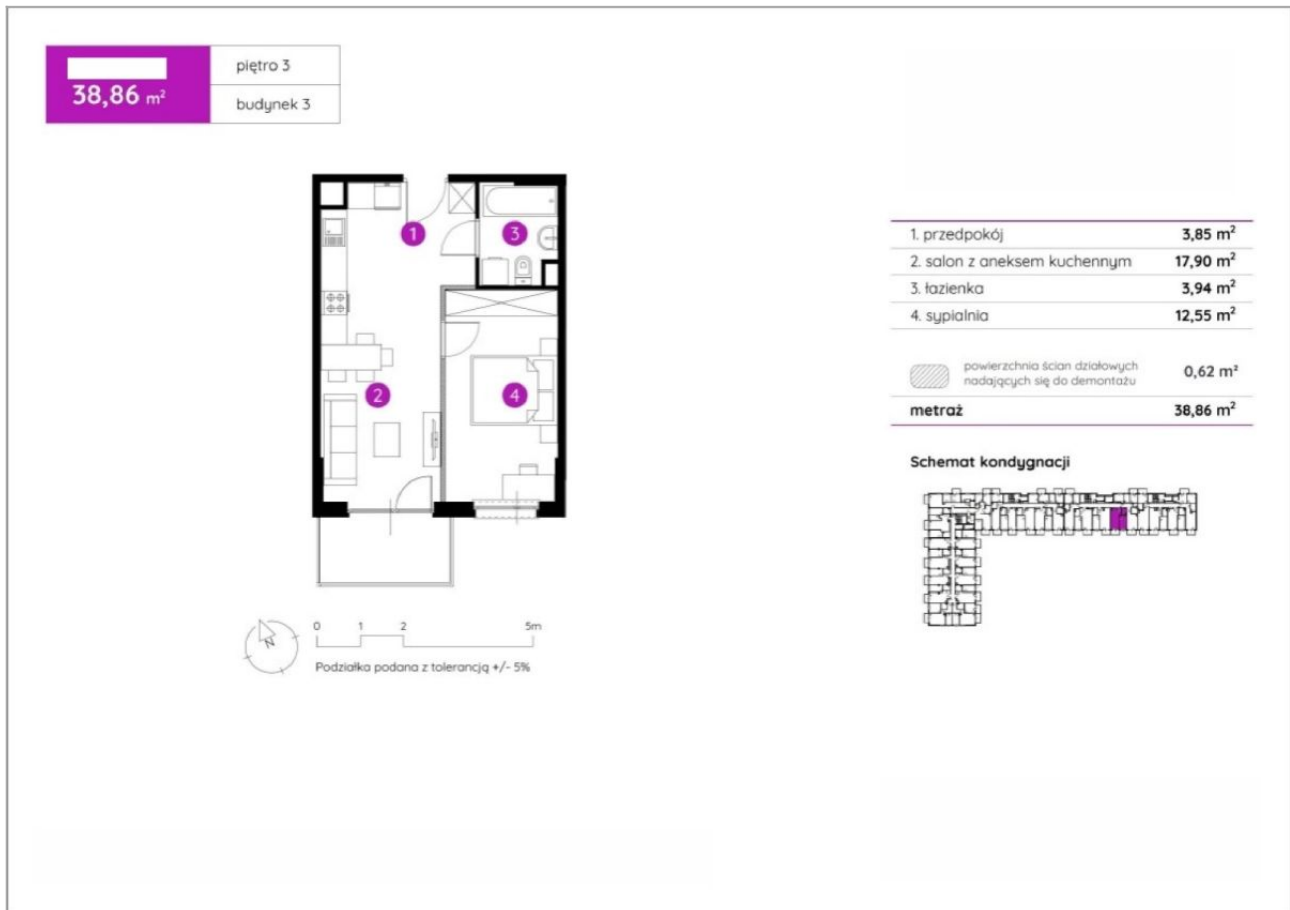 38,86 m²
piętro 3
budynek 3
1
3
2
4
1. przedpokój 3,85 m²
2. salon z aneksem kuchennym 17,90 m²
3. łazienka 3,94 m²
4. sypialnia 12,55 m²
powierzchnia ścian działowych
nadających się do demontażu 0,62 m²
metraż 38,86 m²
Schemat kondygnacji
N
0 1 2 5m
Podziałka podana z tolerancją +/- 5%